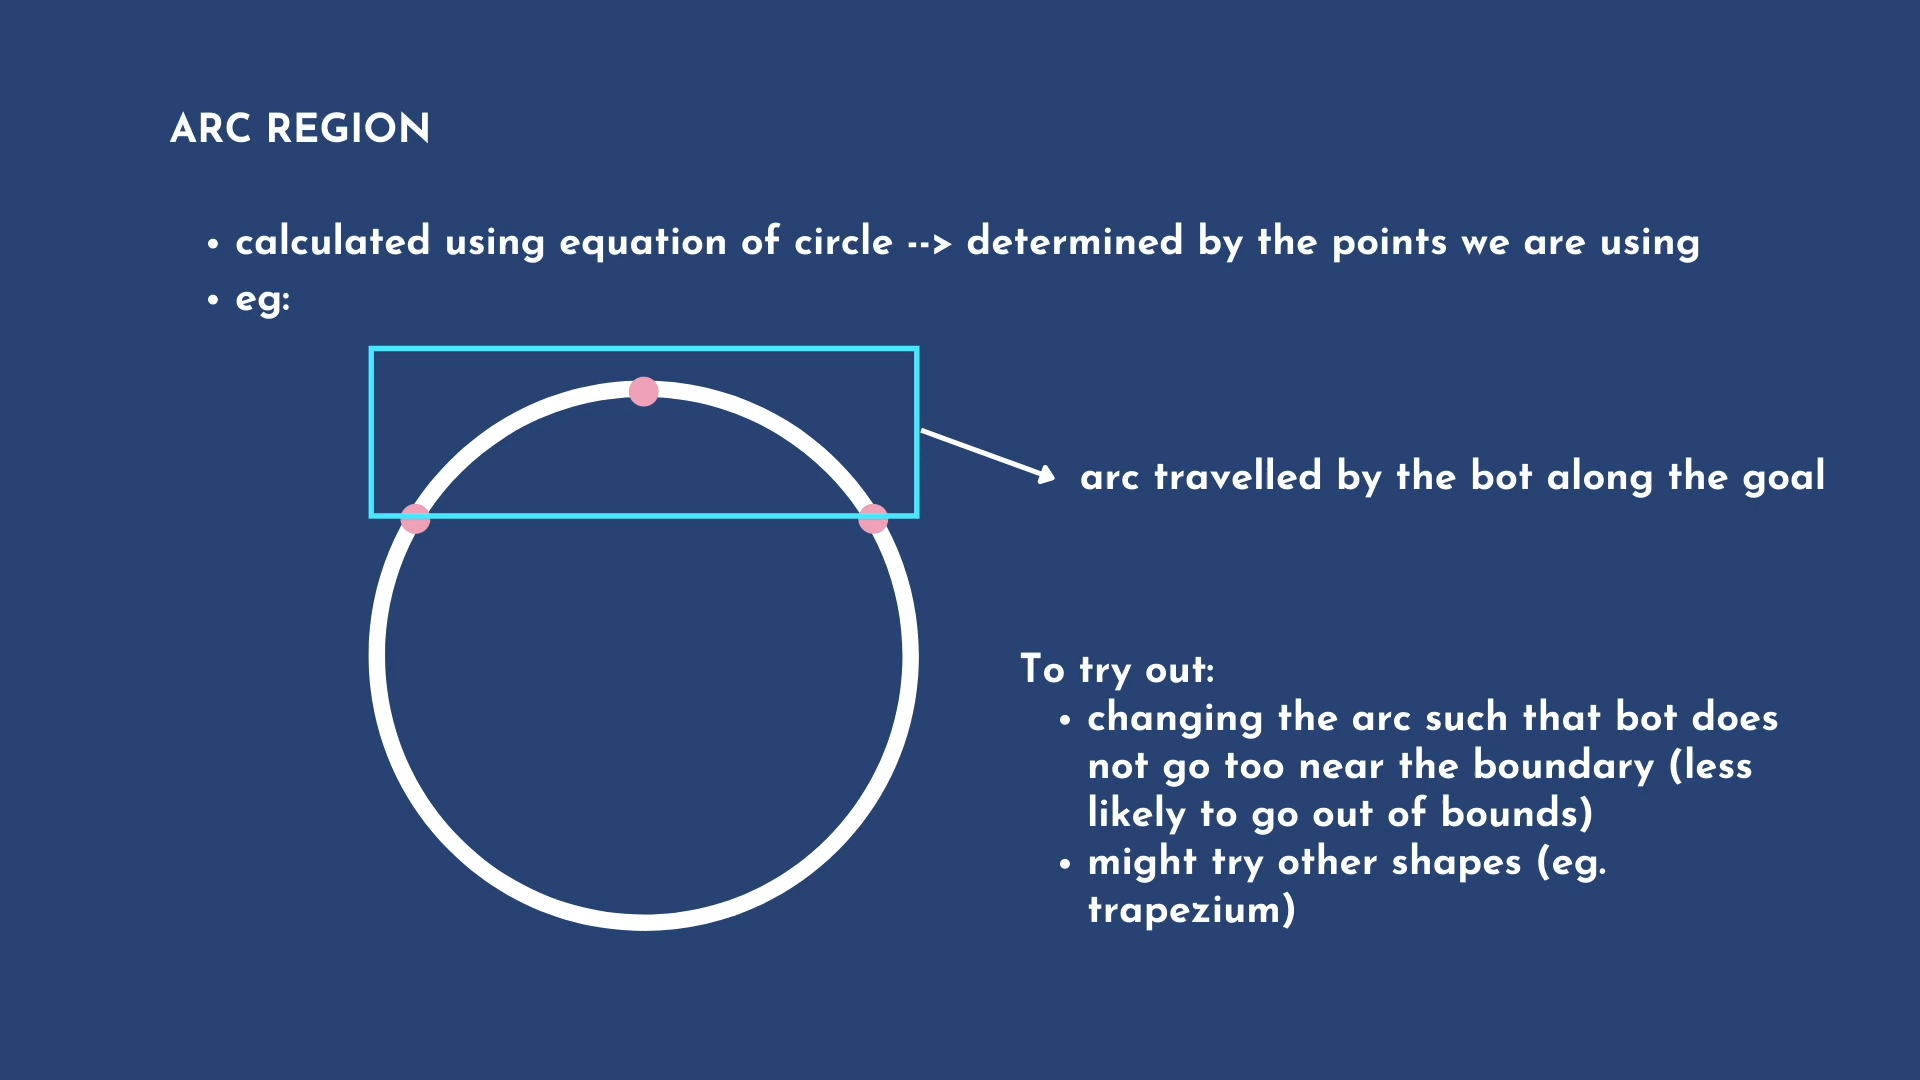 ARC REGION
• calculated using equation of circle --> determined by the points we are using
• eg:
arc travelled by the bot along the goal
To try out:
• changing the arc such that bot does
not go too near the boundary (less
likely to go out of bounds)
• might try other shapes (eg.
trapezium)